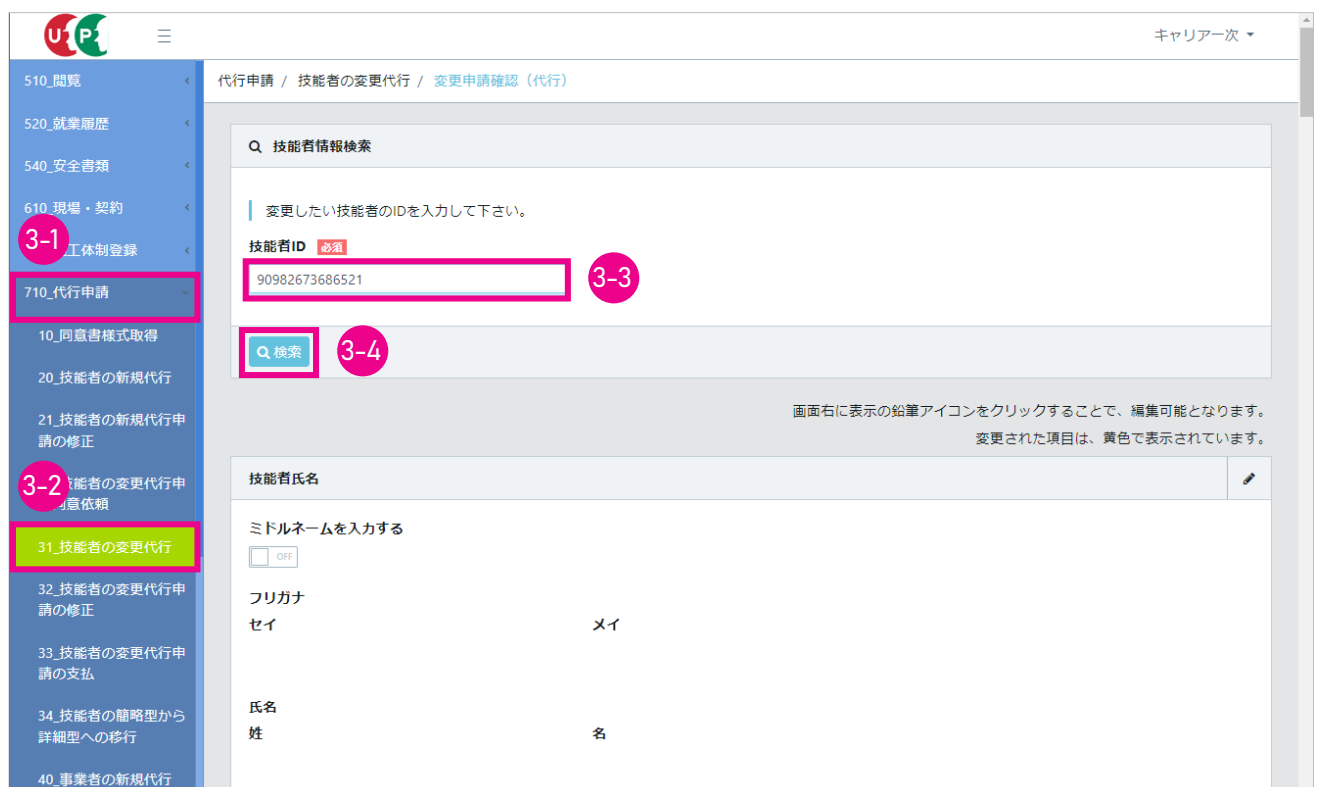 キャリア一次
510_閲覧
520_就業履歴
540_安全書類
610_現場・契約
3-1
工体制登録
710_代行申請
10_同意書様式取得
20_技能者の新規代行
21_技能者の新規代行申
請の修正
3-2
技能者の変更代行申
同意依頼
31_技能者の変更代行
32_技能者の変更代行申
請の修正
33_技能者の変更代行申
請の支払
34_技能者の簡略型から
詳細型への移行
40_事業者の新規代行
代行申請 / 技能者の変更代行 / 変更申請確認（代行）
技能者情報検索
変更したい技能者のIDを入力して下さい。
技能者ID 必須
90982673686521
3-3
検索
3-4
画面右に表示の鉛筆アイコンをクリックすることで、編集可能となります。
変更された項目は、黄色で表示されています。
技能者氏名
ミドルネームを入力する
OFF
フリガナ
セイ メイ
氏名
姓 名